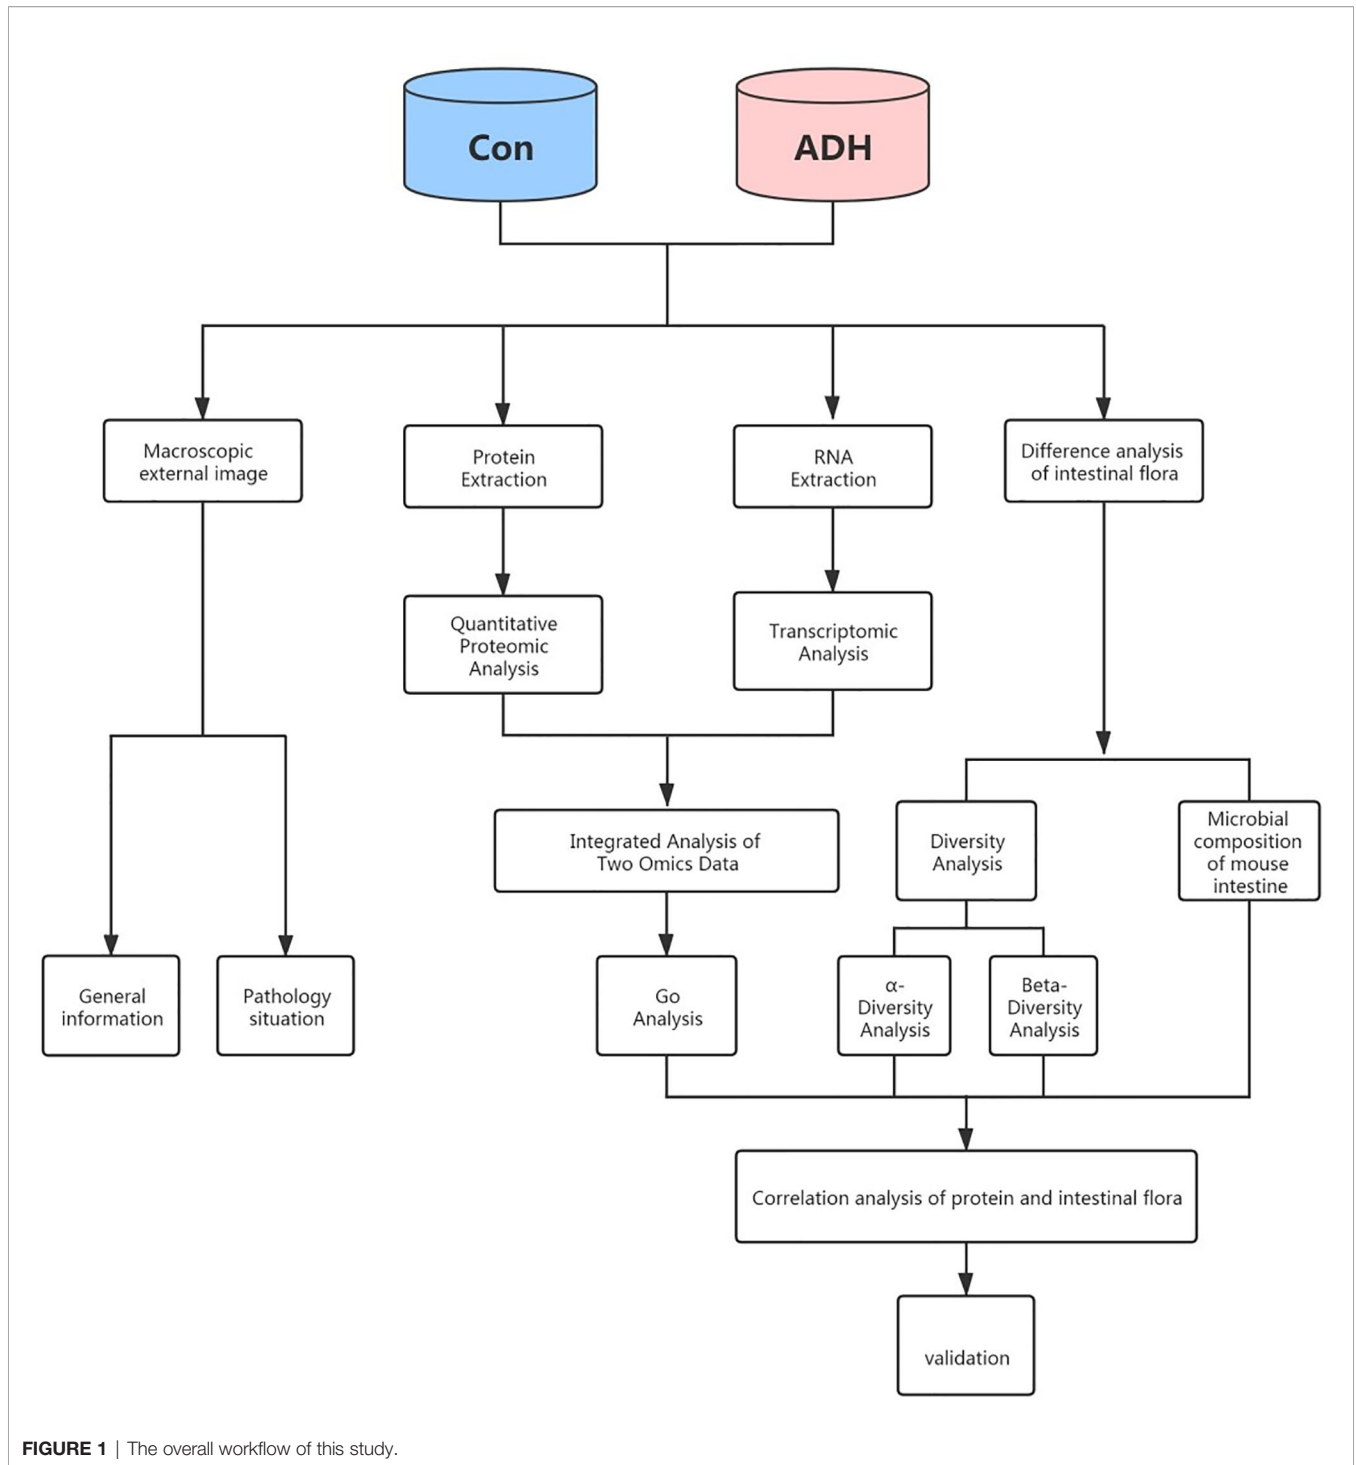 Con
ADH
Macroscopic
external image
Protein
Extraction
RNA
Extraction
Difference analysis
of intestinal flora
Quantitative
Proteomic
Analysis
Transcriptomic
Analysis
Integrated Analysis of
Two Omics Data
Diversity
Analysis
Microbial
composition
of mouse
intestine
General
information
Pathology
situation
Go
Analysis
α-
Diversity
Analysis
Beta-
Diversity
Analysis
Correlation analysis of protein and intestinal flora
validation
FIGURE 1 | The overall workflow of this study.